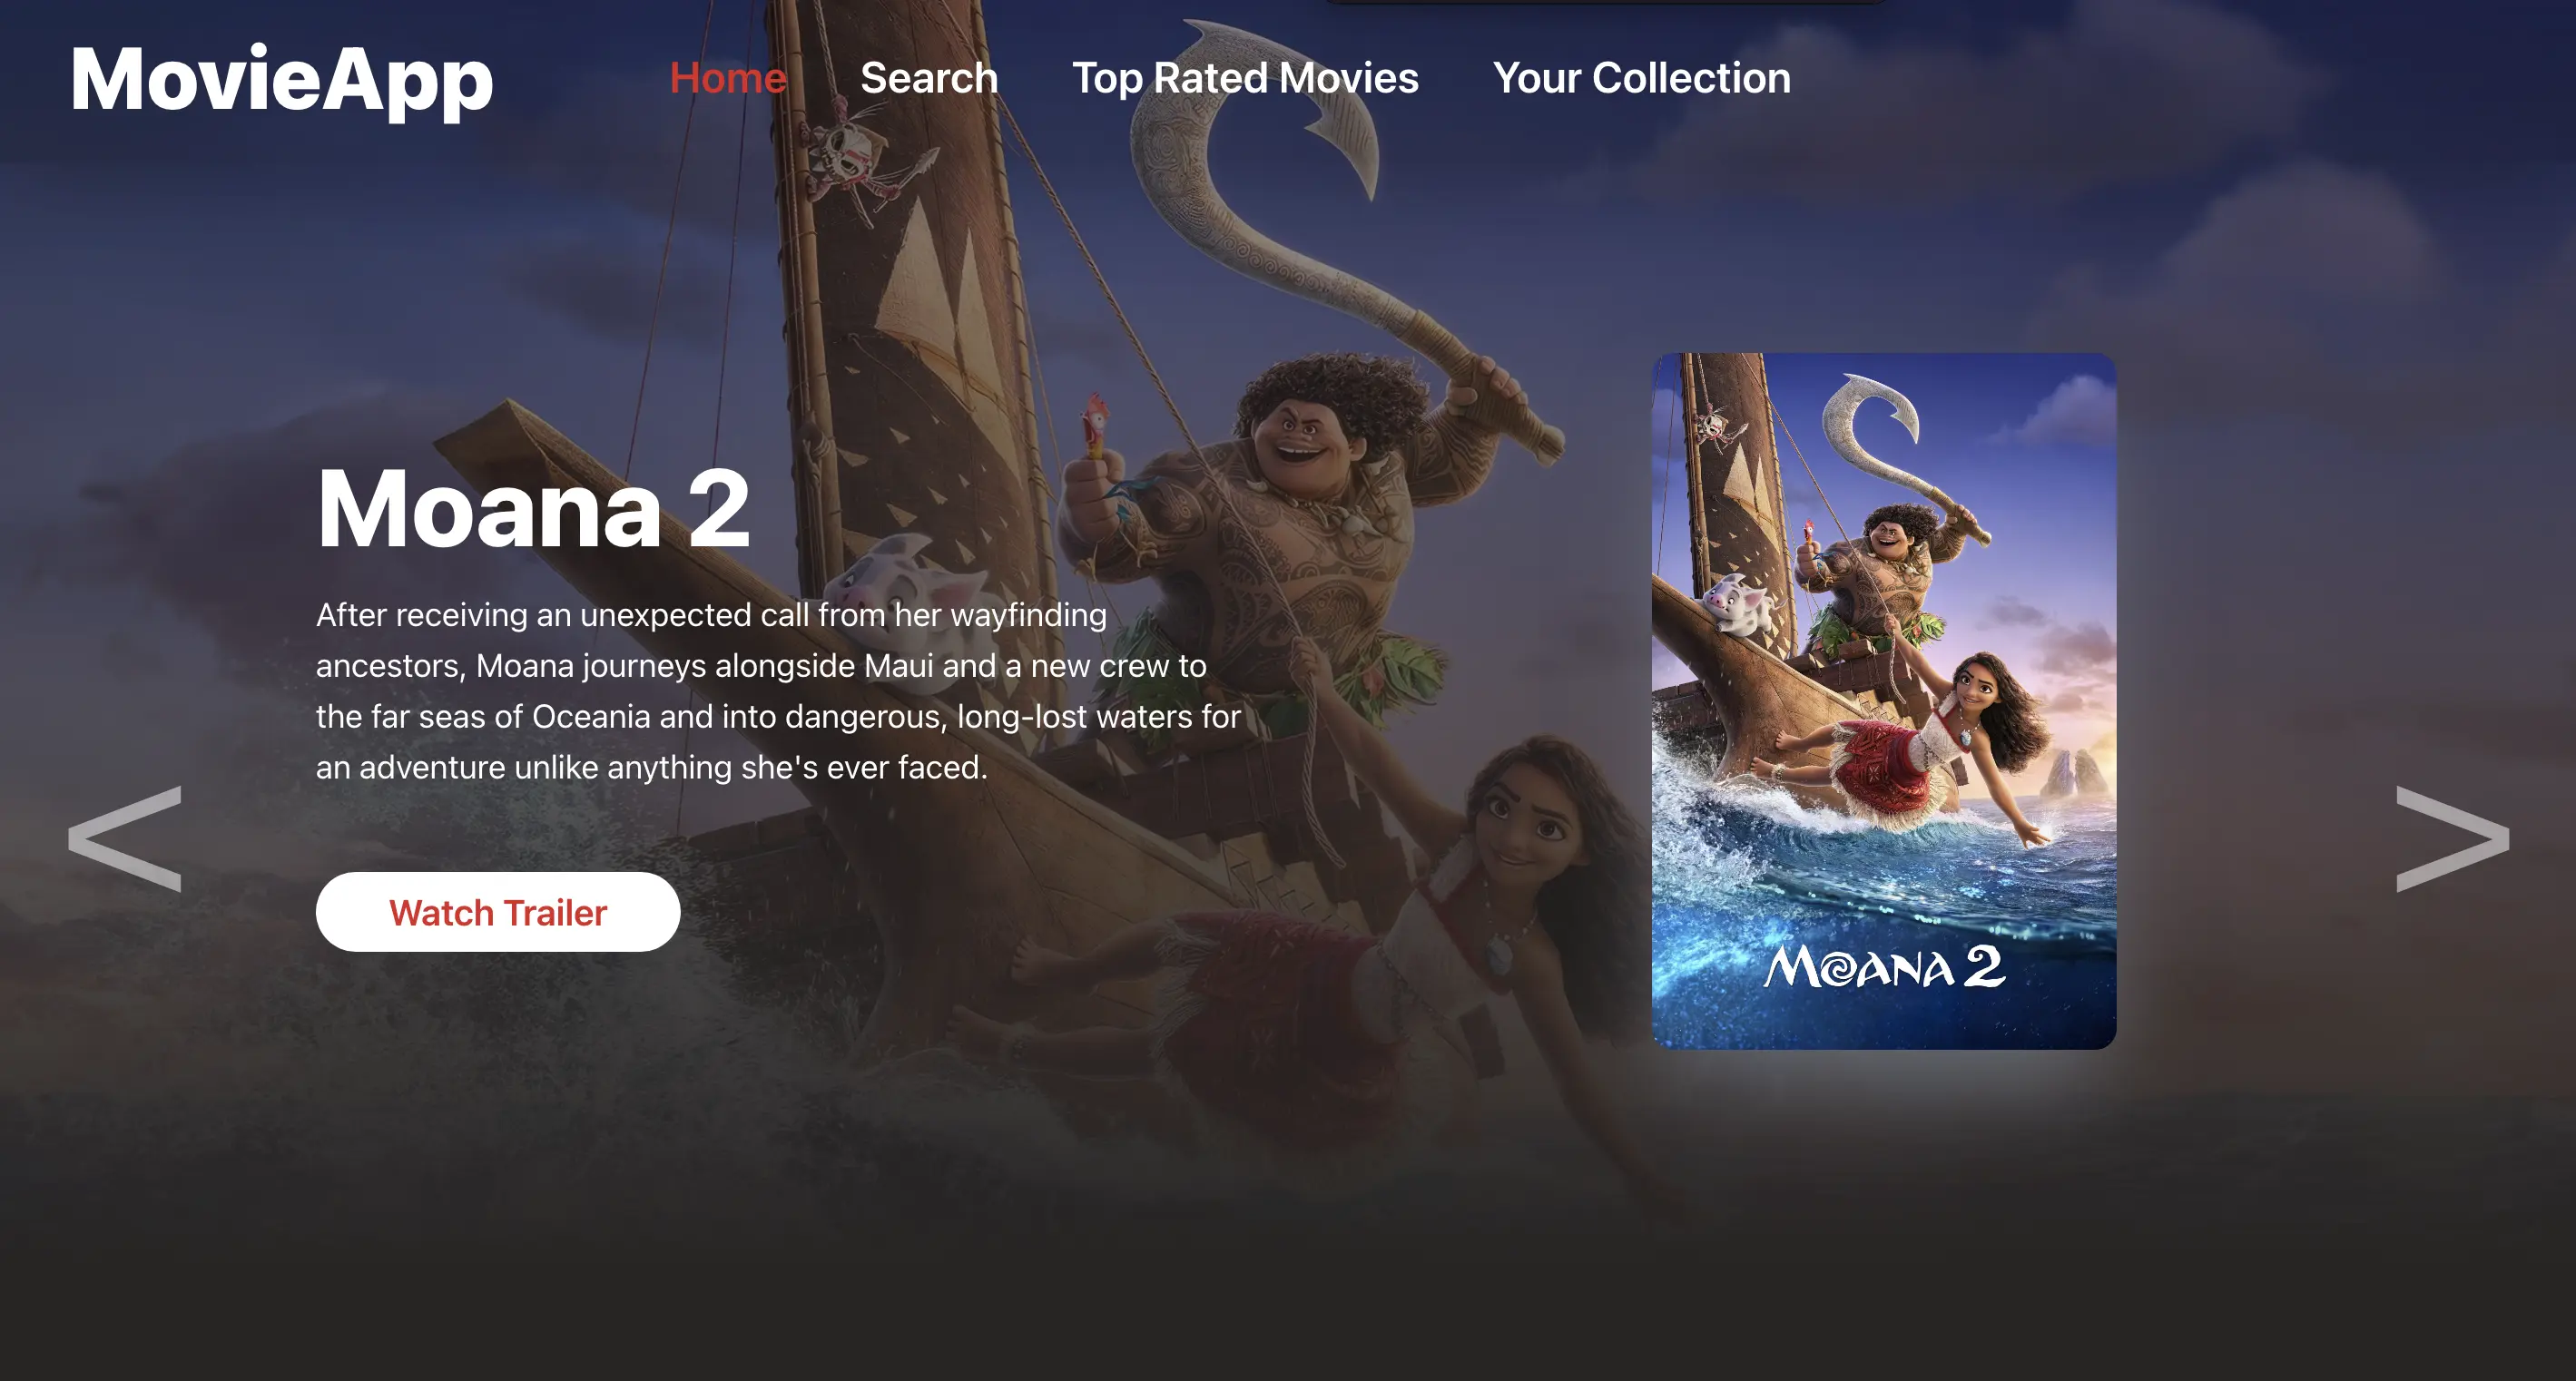 MovieApp
Home
Search
Top Rated Movies
Your Collection
Moana 2
After receiving an unexpected call from her wayfinding
ancestors, Moana journeys alongside Maui and a new crew to
the far seas of Oceania and into dangerous, long-lost waters for
an adventure unlike anything she's ever faced.
<
>
Watch Trailer
MOANA 2